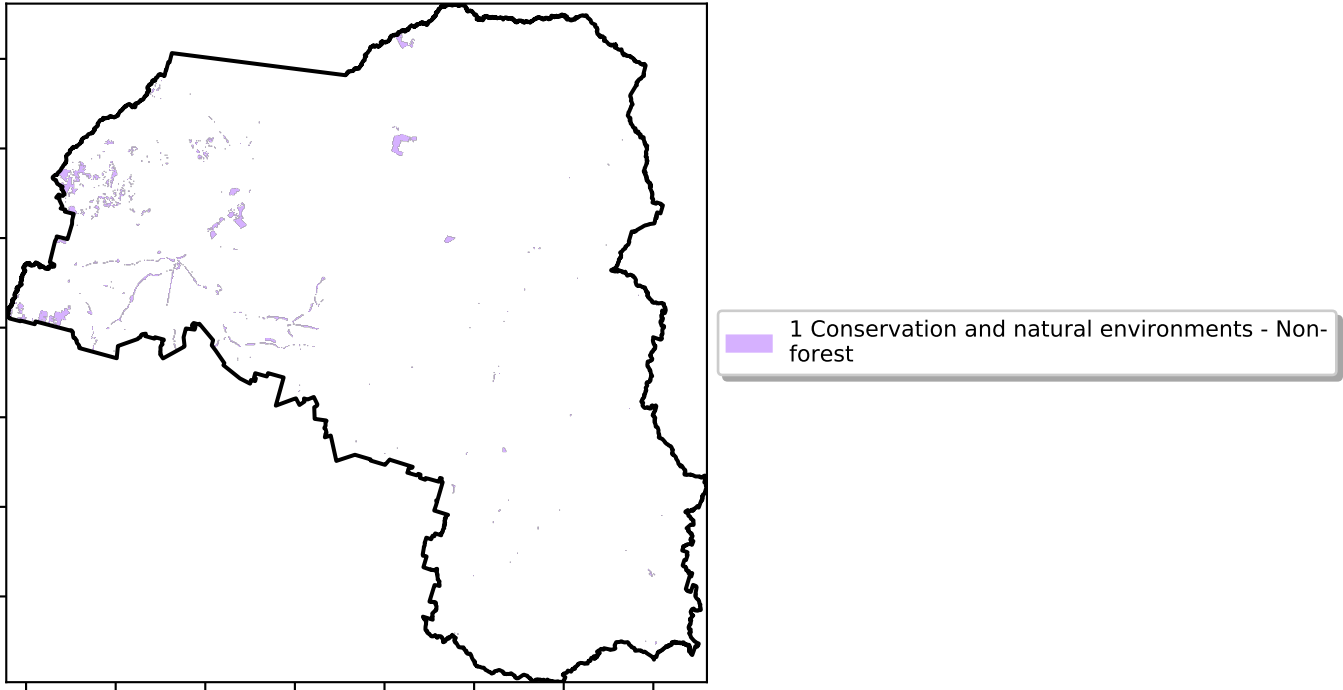 1 Conservation and natural environments - Non-
forest